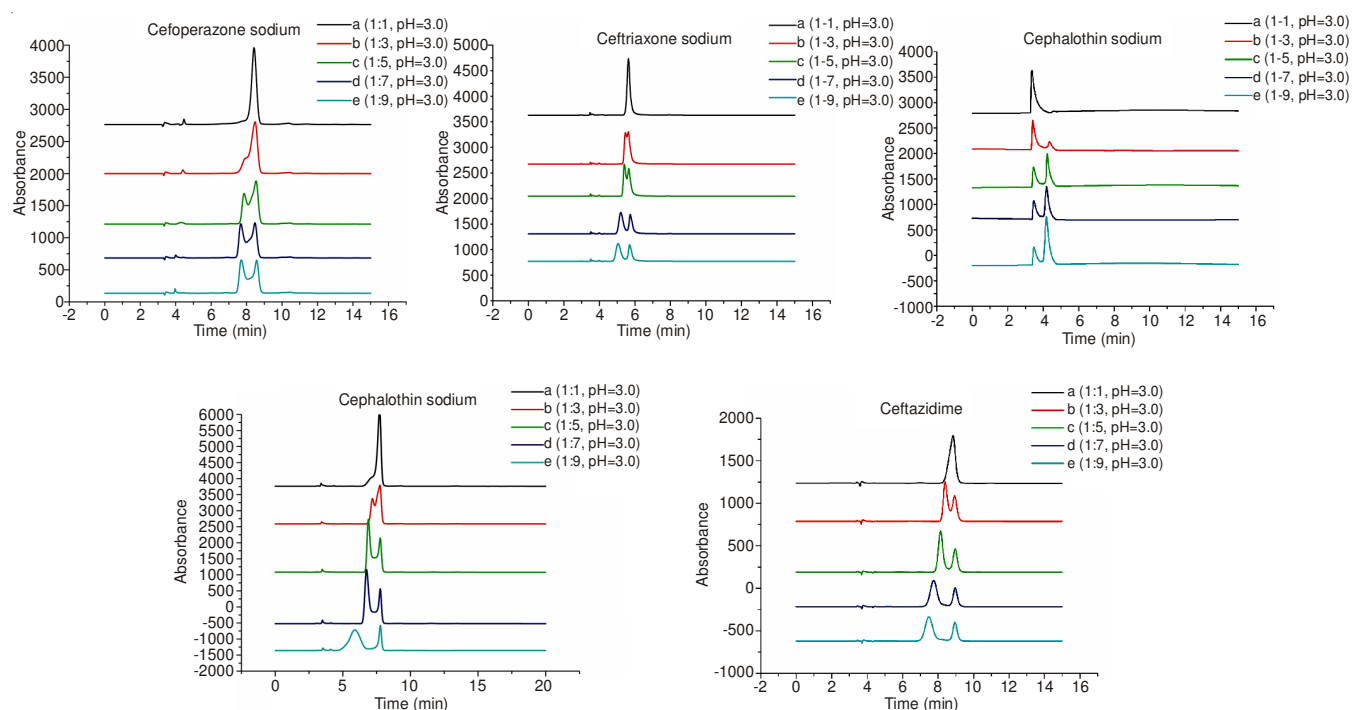 Cefoperazone sodium
a (1:1, pH=3.0)
b (1:3, pH=3.0)
c (1:5, pH=3.0)
d (1:7, pH=3.0)
e (1:9, pH=3.0)
4000
3500
3000
2500
2000
1500
1000
500
0
Absorbance
-2 0 2 4 6 8 10 12 14 16
Time (min)
Ceftriaxone sodium
a (1-1, pH=3.0)
b (1-3, pH=3.0)
c (1-5, pH=3.0)
d (1-7, pH=3.0)
e (1-9, pH=3.0)
5000
4500
4000
3500
3000
2500
2000
1500
1000
500
0
Absorbance
-2 0 2 4 6 8 10 12 14 16
Time (min)
Cephalothin sodium
a (1-1, pH=3.0)
b (1-3, pH=3.0)
c (1-5, pH=3.0)
d (1-7, pH=3.0)
e (1-9, pH=3.0)
4000
3500
3000
2500
2000
1500
1000
500
0
-500
-1000
Absorbance
-2 0 2 4 6 8 10 12 14 16
Time (min)
Cephalothin sodium
a (1:1, pH=3.0)
b (1:3, pH=3.0)
c (1:5, pH=3.0)
d (1:7, pH=3.0)
e (1:9, pH=3.0)
6000
5500
5000
4500
4000
3500
3000
2500
2000
1500
1000
500
0
-500
-1000
-1500
-2000
Absorbance
0 5 10 15 20
Time (min)
Ceftazidime
a (1:1, pH=3.0)
b (1:3, pH=3.0)
c (1:5, pH=3.0)
d (1:7, pH=3.0)
e (1:9, pH=3.0)
2000
1500
1000
500
0
-500
-1000
Absorbance
-2 0 2 4 6 8 10 12 14 16
Time (min)